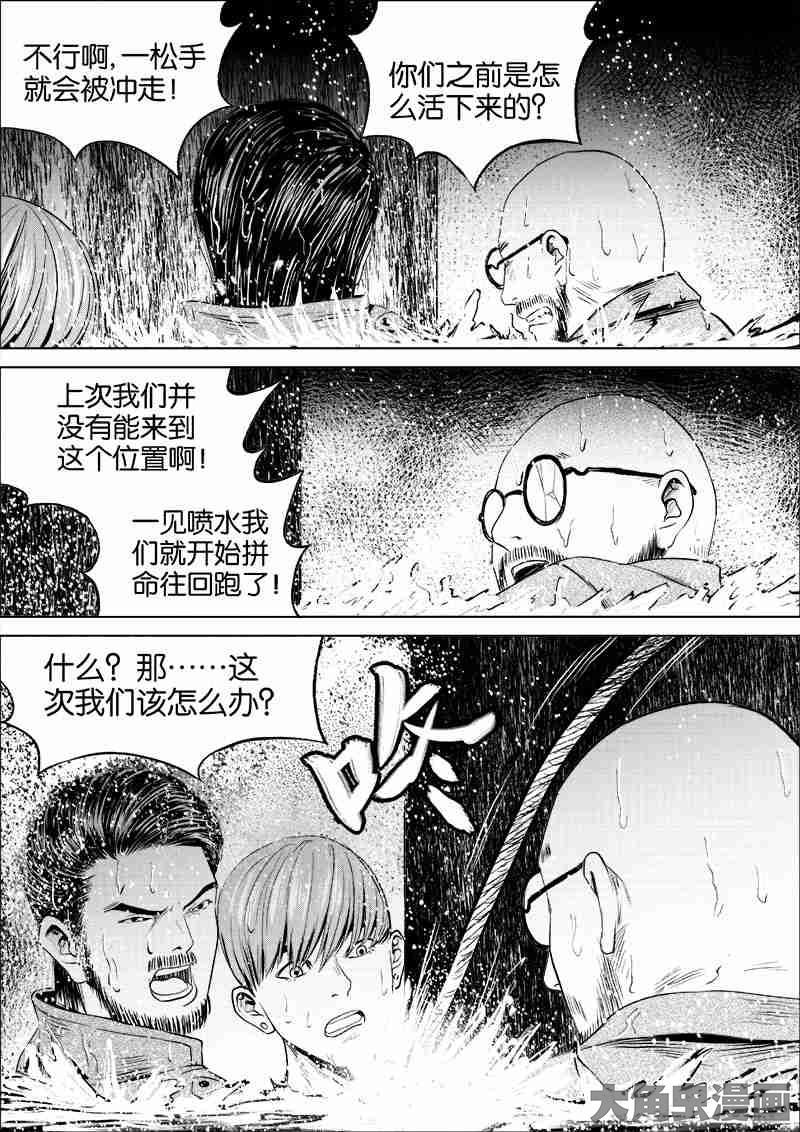 不行啊，一松手
就会被冲走！
你们之前是怎
么活下来的？
上次我们并
没有能来到
这个位置啊！
一见喷水我
们就开始拼
命往回跑了！
什么？那……这
次我们该怎么办？
咚
大角虫漫画